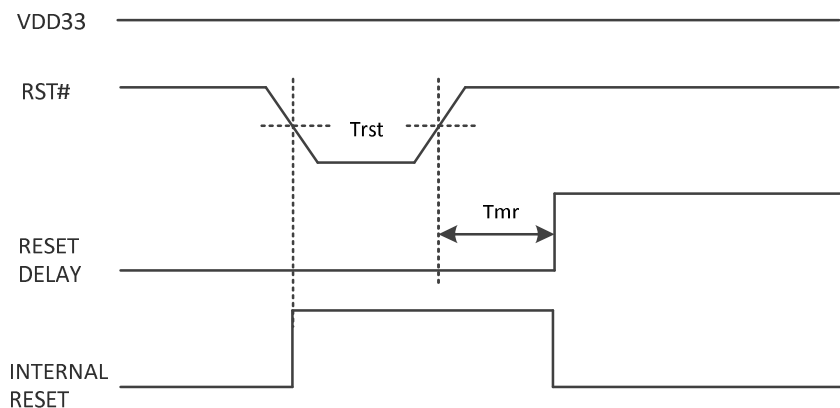 VDD33
RST#
Trst
Tmr
RESET
DELAY
INTERNAL
RESET